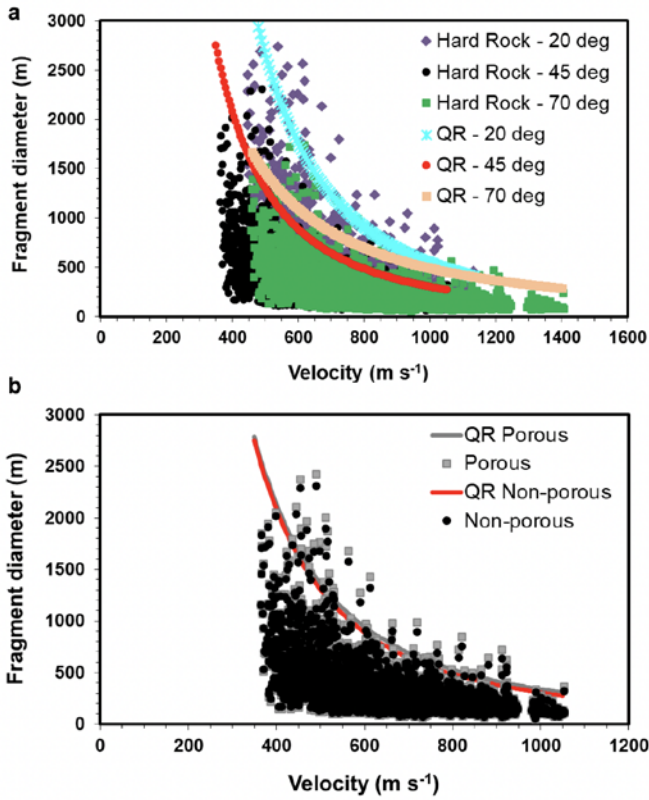 a
3000
2500
2000
1500
1000
500
0
Fragment diameter (m)
Hard Rock - 20 deg
Hard Rock - 45 deg
Hard Rock - 70 deg
QR - 20 deg
QR - 45 deg
QR - 70 deg
0 200 400 600 800 1000 1200 1400 1600
Velocity (m s⁻¹)
b
3000
2500
2000
1500
1000
500
0
Fragment diameter (m)
QR Porous
Porous
QR Non-porous
Non-porous
0 200 400 600 800 1000 1200
Velocity (m s⁻¹)